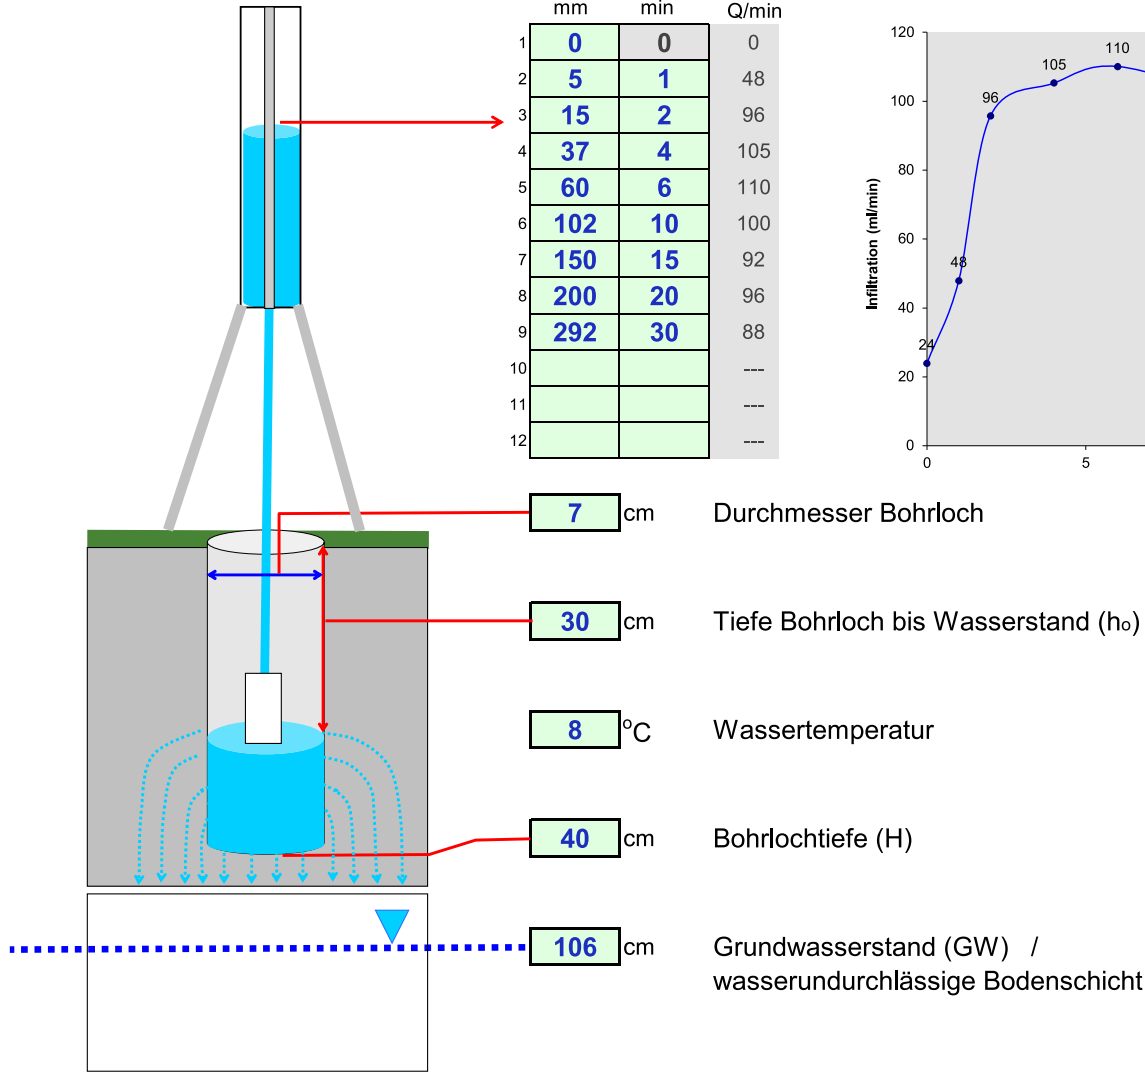 mm min Q/min
1 0 0 0
2 5 1 48
3 15 2 96
4 37 4 105
5 60 6 110
6 102 10 100
7 150 15 92
8 200 20 96
9 292 30 88
10 ---
11 ---
12 ---
120
100
80
60
40
20
0
0 5
Infiltration (ml/min)
24
48
96
105
110
7 cm Durchmesser Bohrloch
30 cm Tiefe Bohrloch bis Wasserstand (ho)
8 °C Wassertemperatur
40 cm Bohrlochtiefe (H)
106 cm Grundwasserstand (GW) /
wasserundurchlässige Bodenschicht